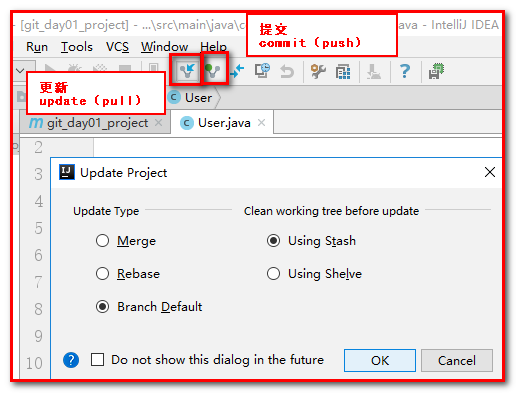 - [git_day01_project] - ...\src\main\java\c
ava - IntelliJ IDEA
提交
commit（push）
Run Tools VCS Window Help
更新
update（pull）
User
git_day01_project
User.java
2
3
4
5
6
7
8
9
10
Update Project
Update Type
Clean working tree before update
Merge
Using Stash
Rebase
Using Shelve
Branch Default
Do not show this dialog in the future
OK
Cancel